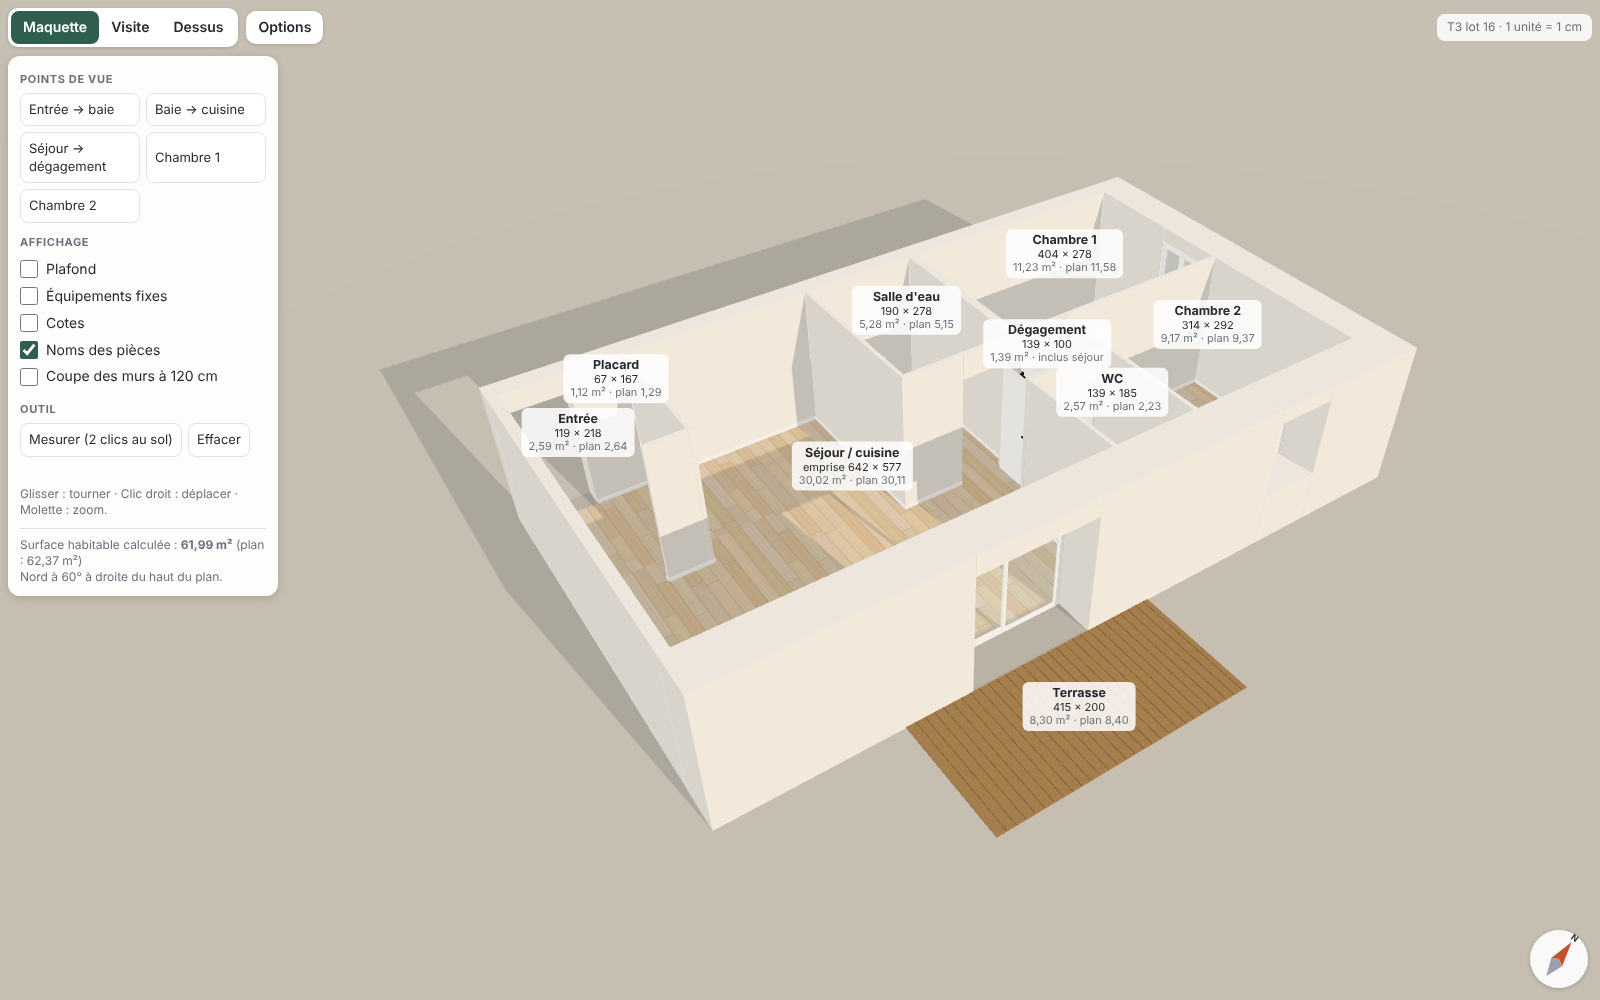 Maquette Visite Dessus Options
T3 lot 16 · 1 unité = 1 cm
POINTS DE VUE
Entrée → baie
Baie → cuisine
Séjour →
dégagement
Chambre 1
Chambre 2
AFFICHAGE
Plafond
Équipements fixes
Cotes
Noms des pièces
Coupe des murs à 120 cm
OUTIL
Mesurer (2 clics au sol) Effacer
Glisser : tourner · Clic droit : déplacer ·
Molette : zoom.
Surface habitable calculée : 61,99 m² (plan
: 62,37 m²)
Nord à 60° à droite du haut du plan.
Chambre 1
404 × 278
11,23 m² · plan 11,58
Salle d'eau
190 × 278
5,28 m² · plan 5,15
Chambre 2
314 × 292
9,17 m² · plan 9,37
Dégagement
139 × 100
1,39 m² · inclus séjour
Placard
67 × 167
1,12 m² · plan 1,29
WC
139 × 185
2,57 m² · plan 2,23
Entrée
119 × 218
2,59 m² · plan 2,64
Séjour / cuisine
emprise 642 × 577
30,02 m² · plan 30,11
Terrasse
415 × 200
8,30 m² · plan 8,40
N